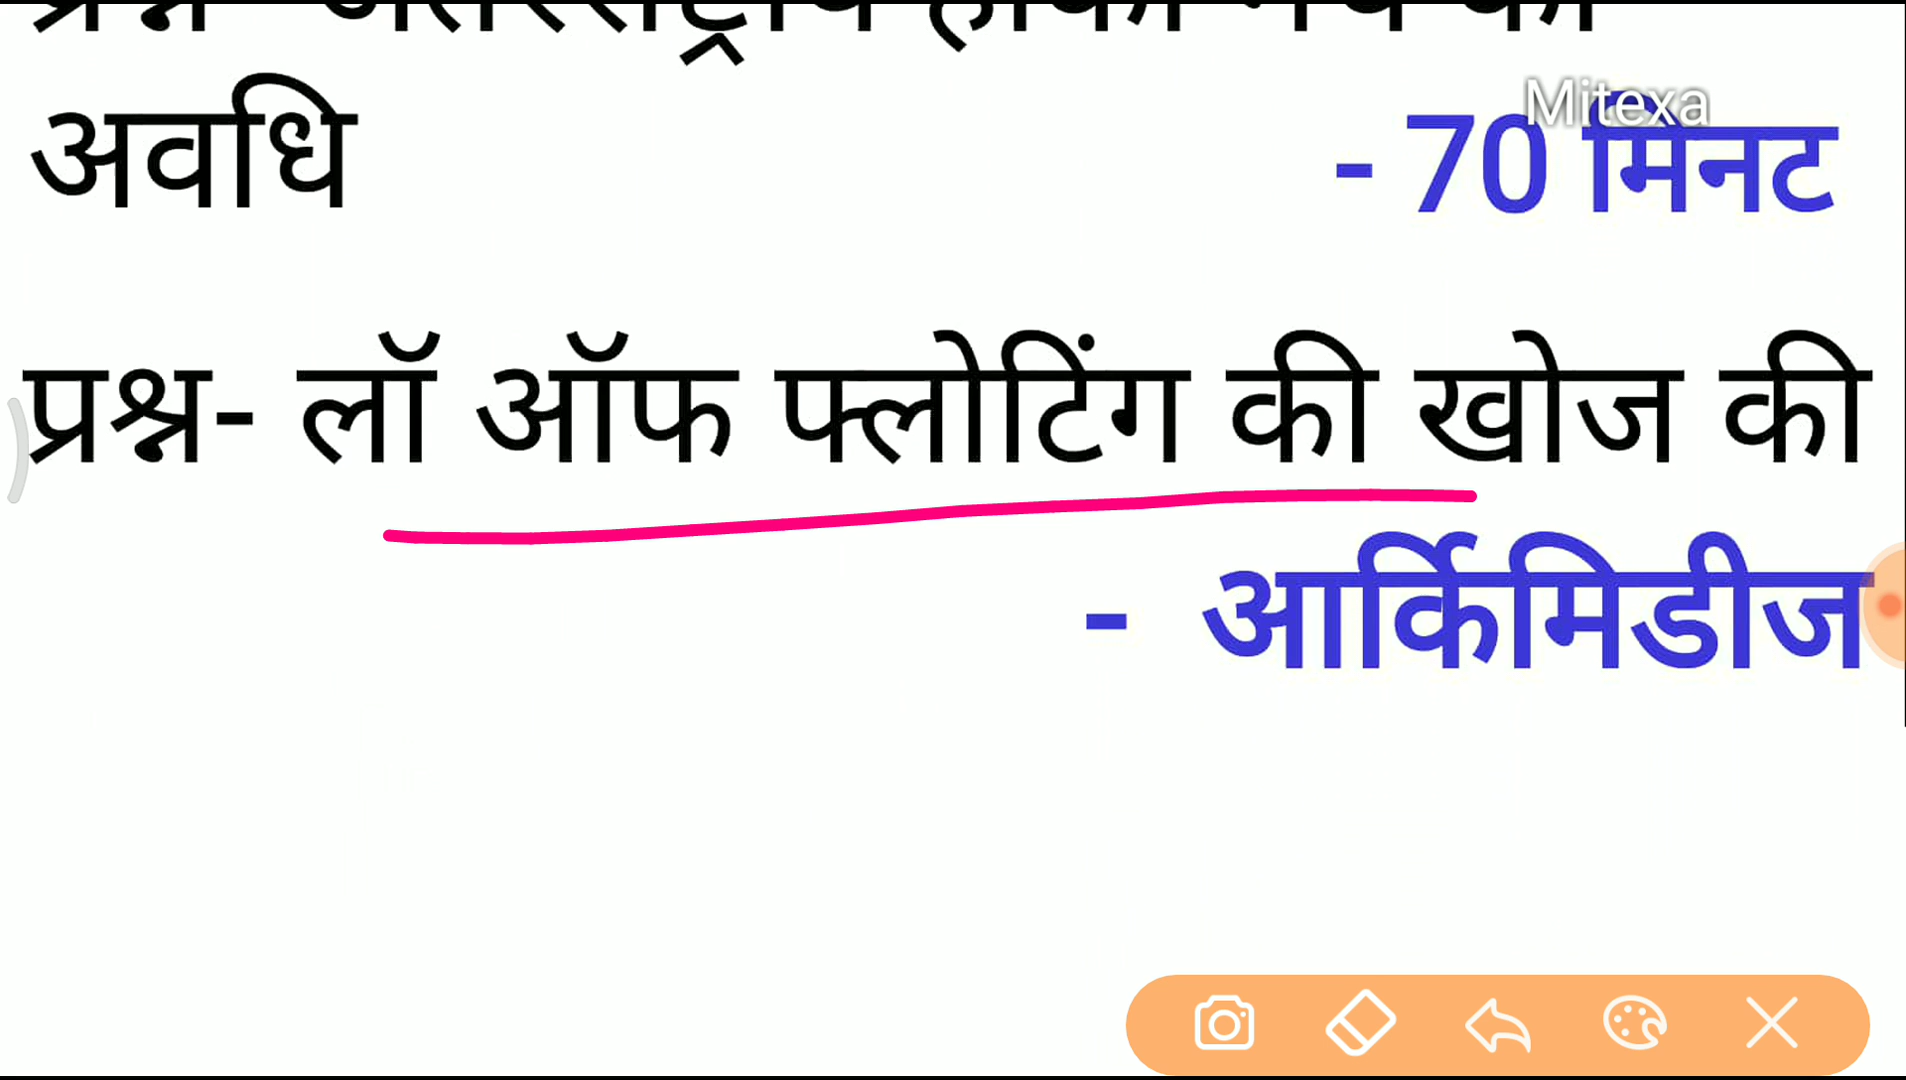 अवधि - 70 मिनट
Mitexa
प्रश्न- लॉ ऑफ फ्लोटिंग की खोज की
- आर्किमिडीज